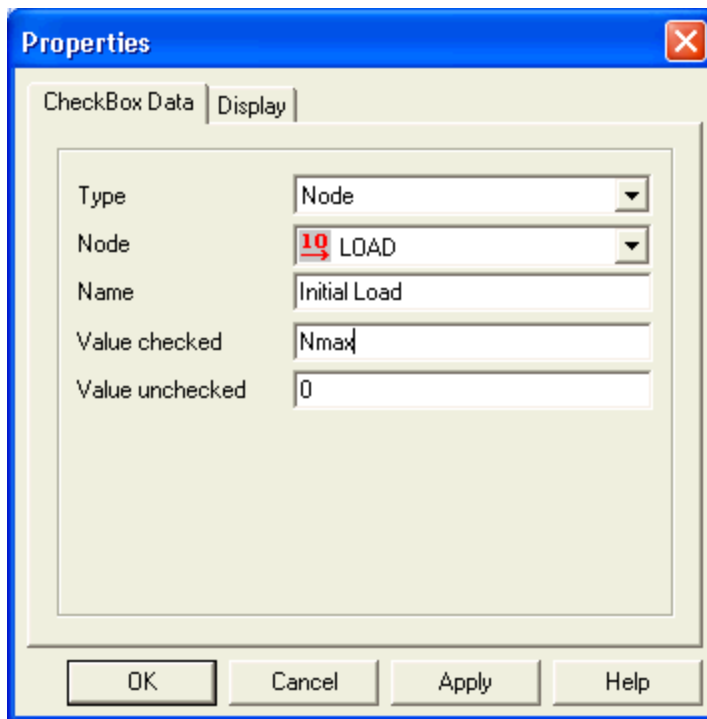 Properties
CheckBox Data Display
Type Node
Node 10 LOAD
Name Initial Load
Value checked Nmax
Value unchecked 0
OK Cancel Apply Help